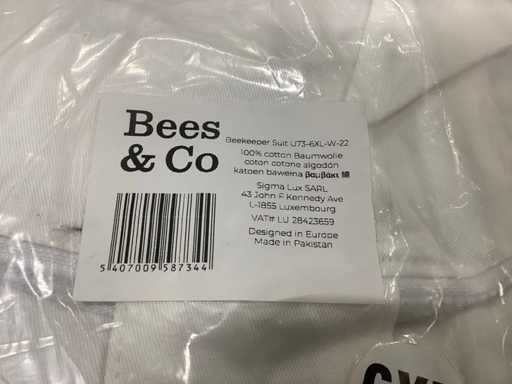 Bees
& Co
Beekeeper Suit U73-6XL-W-22
100% cotton Baumwolle
coton cotone algodón
katoen bawełna βαμβάκι 棉
Sigma Lux SARL
43 John F Kennedy Ave
L-1855 Luxembourg
VAT# LU 28423659
Designed in Europe
Made in Pakistan
5 407009 587344